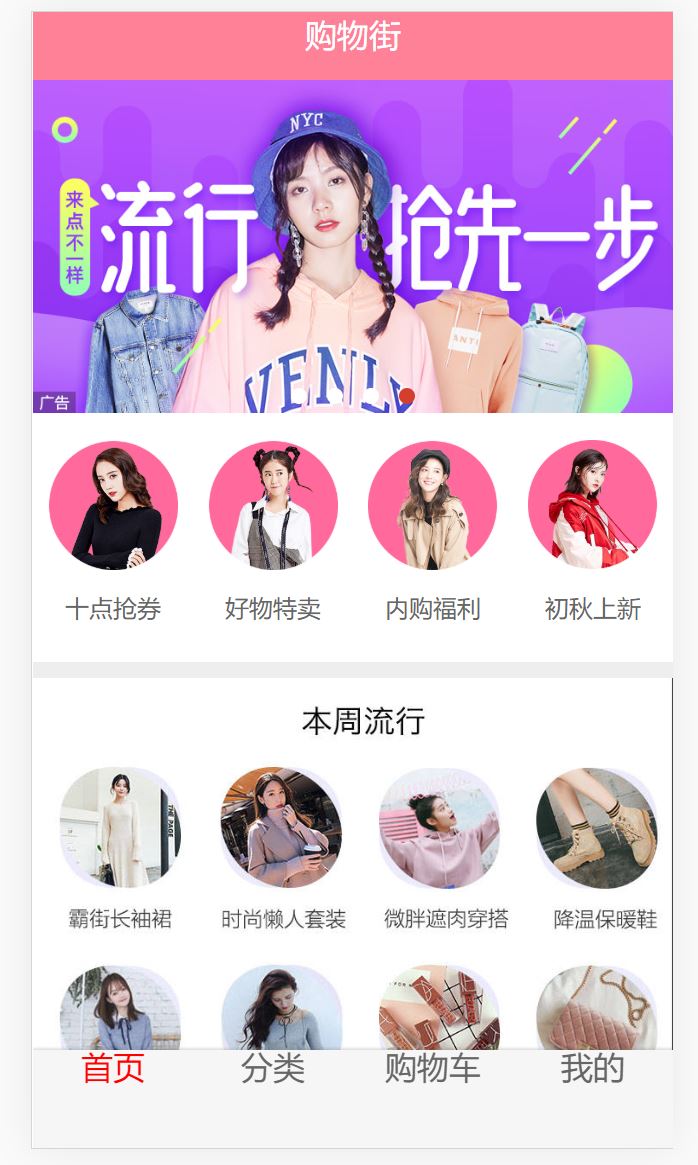 购物街
NYC
来点不一样
流行 抢先一步
ANTI
VENLY
广告
十点抢券 好物特卖 内购福利 初秋上新
本周流行
THE PAGE
霸街长袖裙 时尚懒人套装 微胖遮肉穿搭 降温保暖鞋
首页 分类 购物车 我的